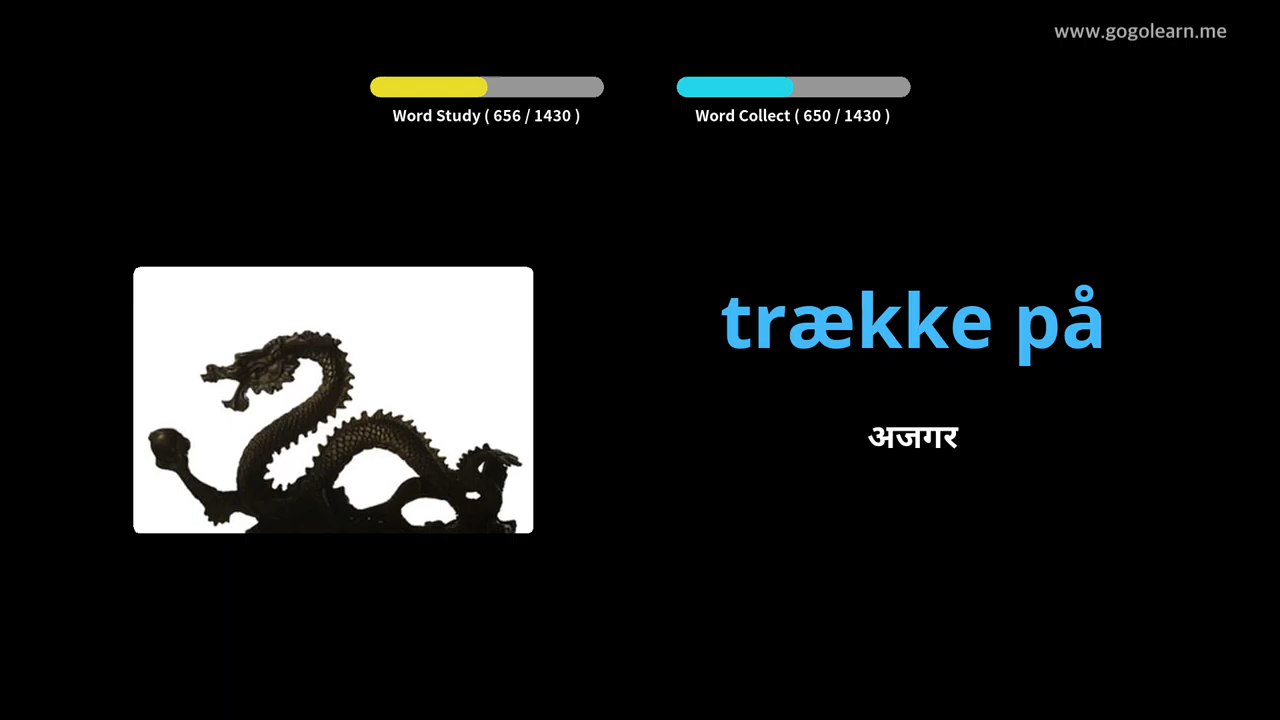 www.gogolearn.me
Word Study ( 656 / 1430 )
Word Collect ( 650 / 1430 )
trække på
अजगर